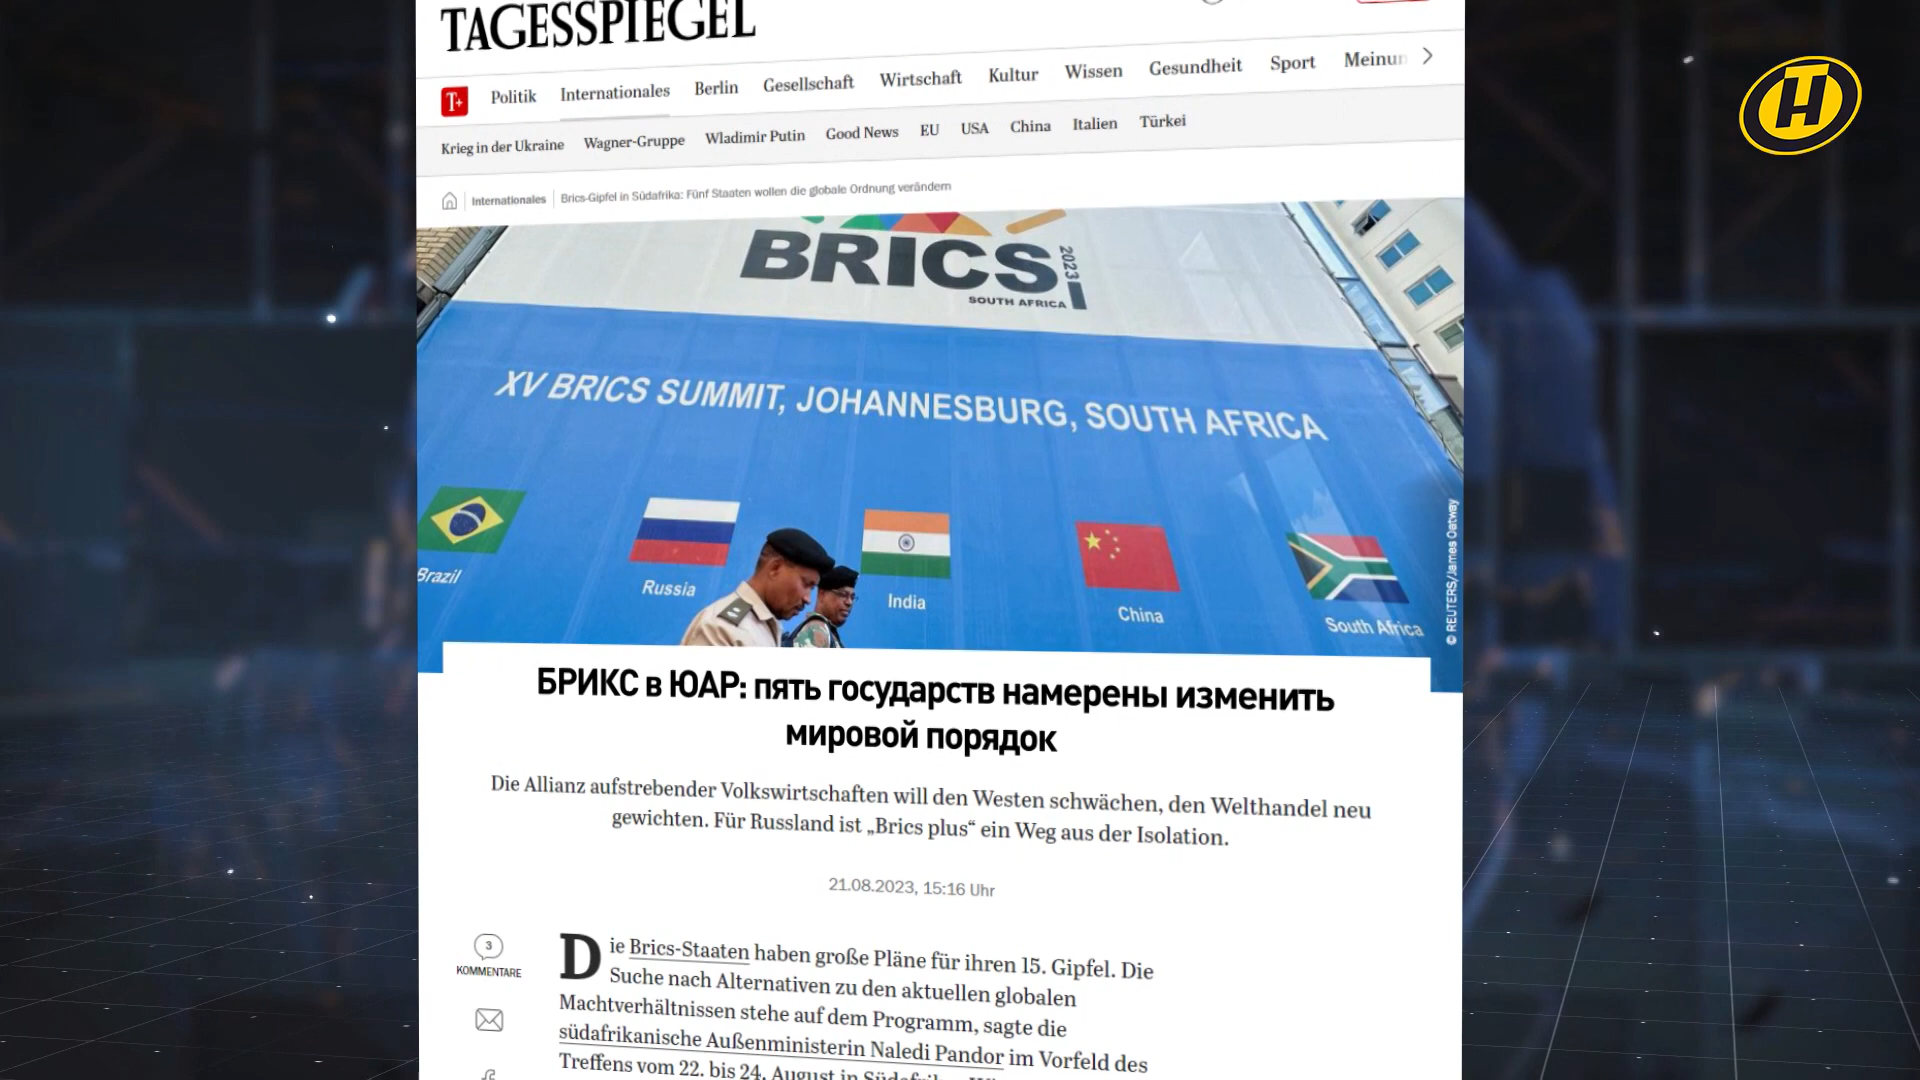 TAGESSPIEGEL
T+ Politik Internationales Berlin Gesellschaft Wirtschaft Kultur Wissen Gesundheit Sport
Krieg in der Ukraine Wagner-Gruppe Wladimir Putin Good News EU USA China Italien Türkei
Internationales Brics-Gipfel in Südafrika: Fünf Staaten wollen die globale Ordnung verändern
BRICS
2023
SOUTH AFRICA
XV BRICS SUMMIT, JOHANNESBURG, SOUTH AFRICA
Brazil
Russia
India
China
South Africa
© REUTERS/James Oatway
БРИКС в ЮАР: пять государств намерены изменить
мировой порядок
Die Allianz aufstrebender Volkswirtschaften will den Westen schwächen, den Welthandel neu
gewichten. Für Russland ist „Brics plus“ ein Weg aus der Isolation.
21.08.2023, 15:16 Uhr
3
KOMMENTARE
Die Brics-Staaten haben große Pläne für ihren 15. Gipfel. Die
Suche nach Alternativen zu den aktuellen globalen
Machtverhältnissen stehe auf dem Programm, sagte die
südafrikanische Außenministerin Naledi Pandor im Vorfeld des
Treffens vom 22. bis 24. August in